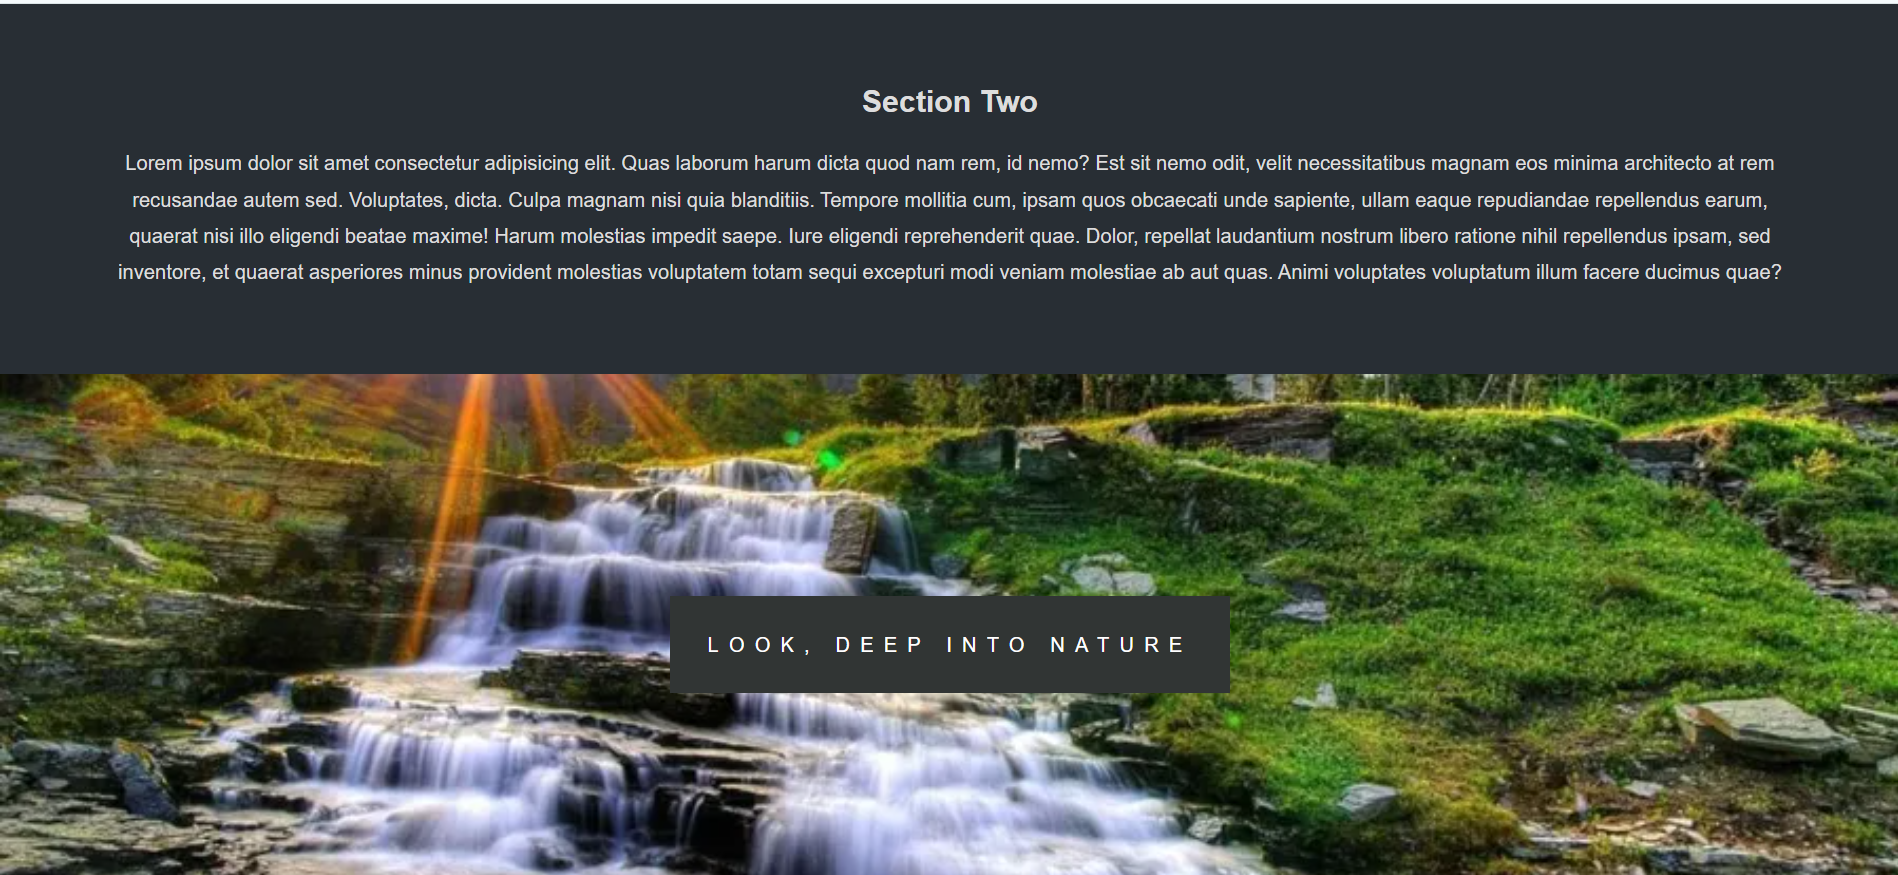 Section Two
Lorem ipsum dolor sit amet consectetur adipisicing elit. Quas laborum harum dicta quod nam rem, id nemo? Est sit nemo odit, velit necessitatibus magnam eos minima architecto at rem
recusandae autem sed. Voluptates, dicta. Culpa magnam nisi quia blanditiis. Tempore mollitia cum, ipsam quos obcaecati unde sapiente, ullam eaque repudiandae repellendus earum,
quaerat nisi illo eligendi beatae maxime! Harum molestias impedit saepe. Iure eligendi reprehenderit quae. Dolor, repellat laudantium nostrum libero ratione nihil repellendus ipsam, sed
inventore, et quaerat asperiores minus provident molestias voluptatem totam sequi excepturi modi veniam molestiae ab aut quas. Animi voluptates voluptatum illum facere ducimus quae?
LOOK, DEEP INTO NATURE